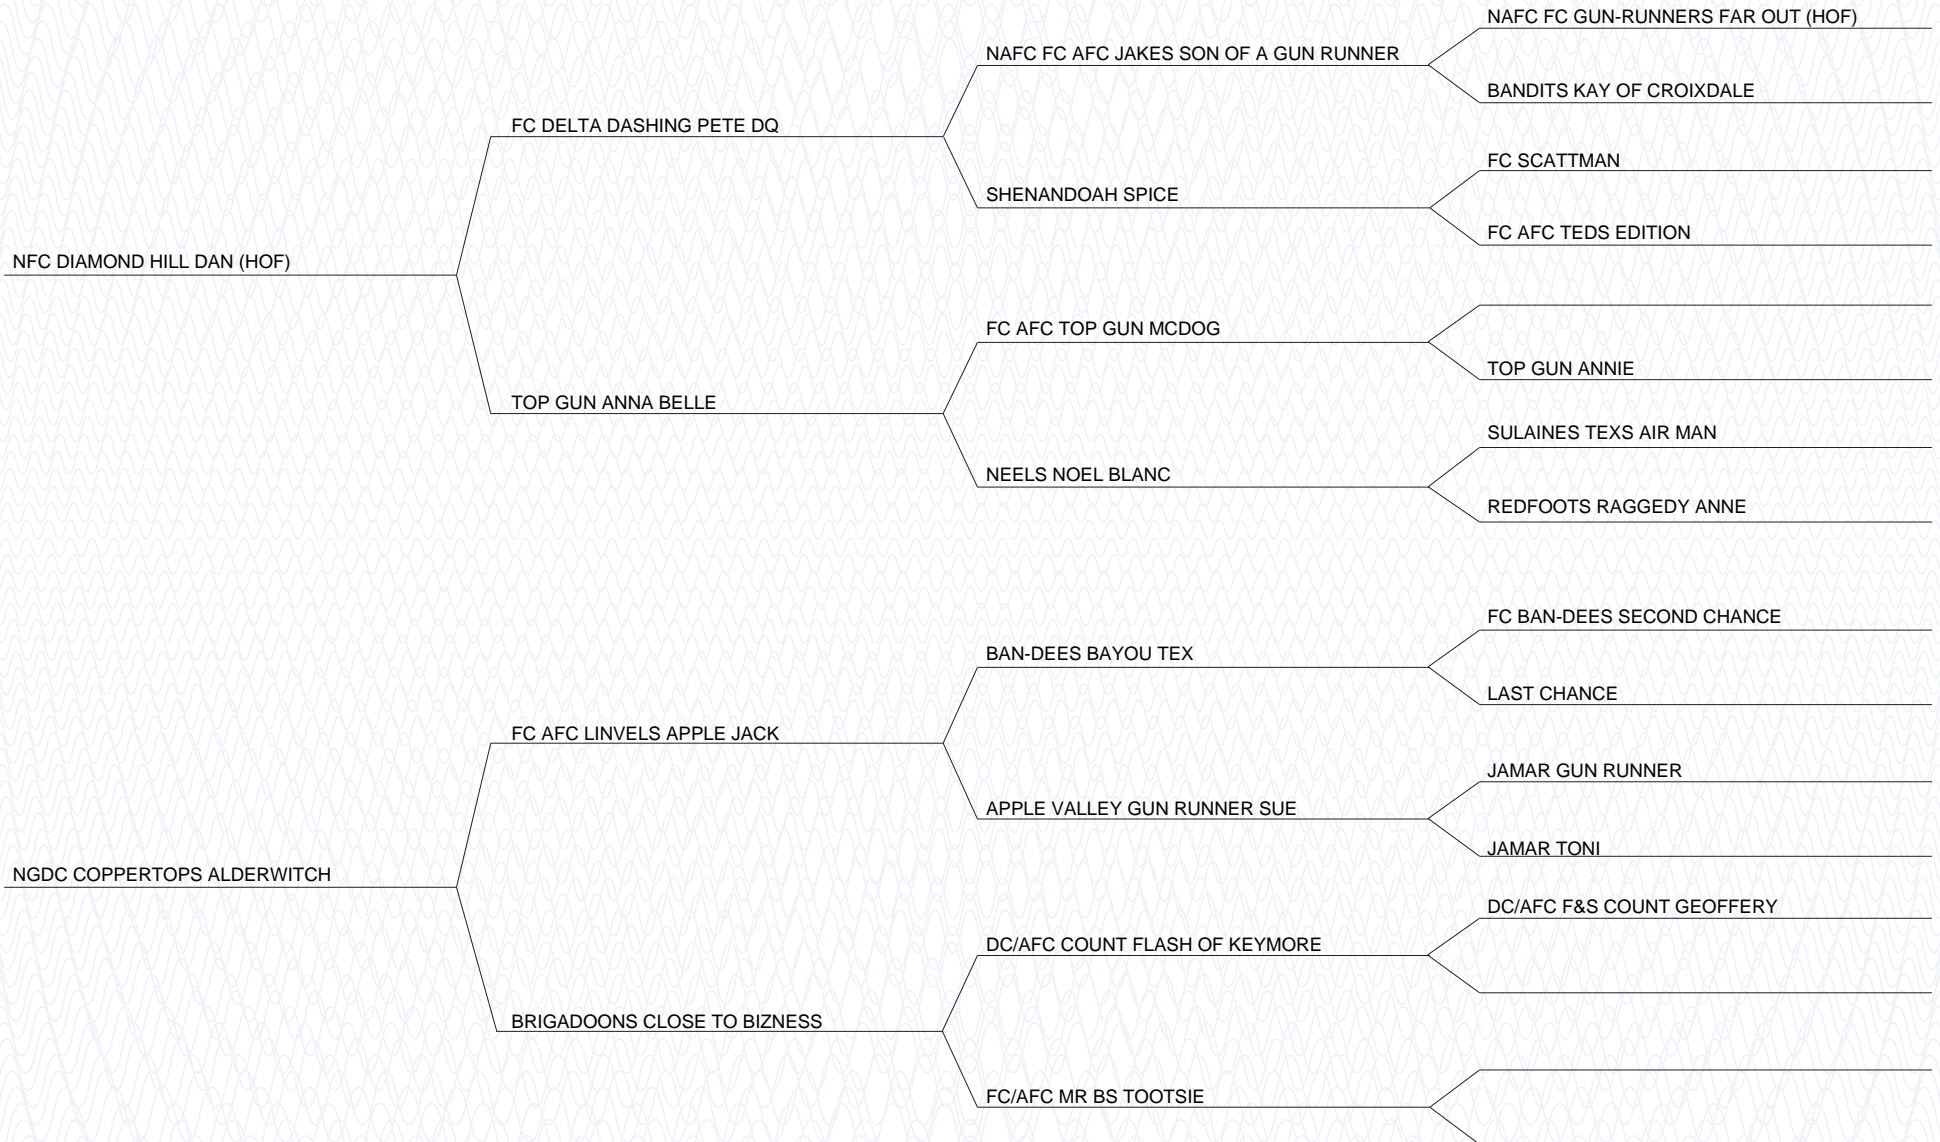 NAFC FC GUN-RUNNERS FAR OUT (HOF)
NAFC FC AFC JAKES SON OF A GUN RUNNER
BANDITS KAY OF CROIXDALE
FC DELTA DASHING PETE DQ
FC SCATTMAN
SHENANDOAH SPICE
FC AFC TEDS EDITION
NFC DIAMOND HILL DAN (HOF)
FC AFC TOP GUN MCDOG
TOP GUN ANNIE
TOP GUN ANNA BELLE
SULAINES TEXS AIR MAN
NEELS NOEL BLANC
REDFOOTS RAGGEDY ANNE
FC BAN-DEES SECOND CHANCE
BAN-DEES BAYOU TEX
LAST CHANCE
FC AFC LINVELS APPLE JACK
JAMAR GUN RUNNER
APPLE VALLEY GUN RUNNER SUE
JAMAR TONI
NGDC COPPERTOPS ALDERWITCH
DC/AFC F&S COUNT GEOFFERY
DC/AFC COUNT FLASH OF KEYMORE
BRIGADOONS CLOSE TO BIZNESS
FC/AFC MR BS TOOTSIE